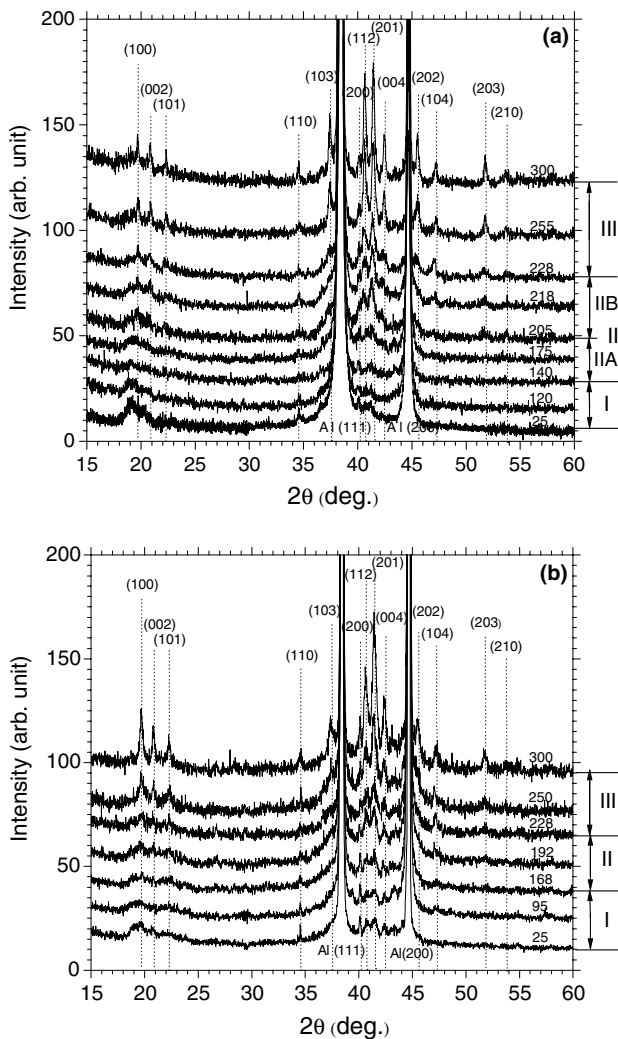 200
150
100
50
0
Intensity (arb. unit)
(a)
(100)
(002)
(101)
(110)
(103)
(112)
(201)
(200)
(004)
(202)
(104)
(203)
(210)
300
255
228
218
205
175
140
120
25
III
IIB
II
IIA
I
Al (111)
Al (200)
15 20 25 30 35 40 45 50 55 60
2θ (deg.)
200
150
100
50
0
Intensity (arb. unit)
(b)
(100)
(002)
(101)
(110)
(103)
(112)
(201)
(200)
(004)
(202)
(104)
(203)
(210)
300
250
228
192
168
95
25
III
II
I
Al (111)
Al(200)
15 20 25 30 35 40 45 50 55 60
2θ (deg.)